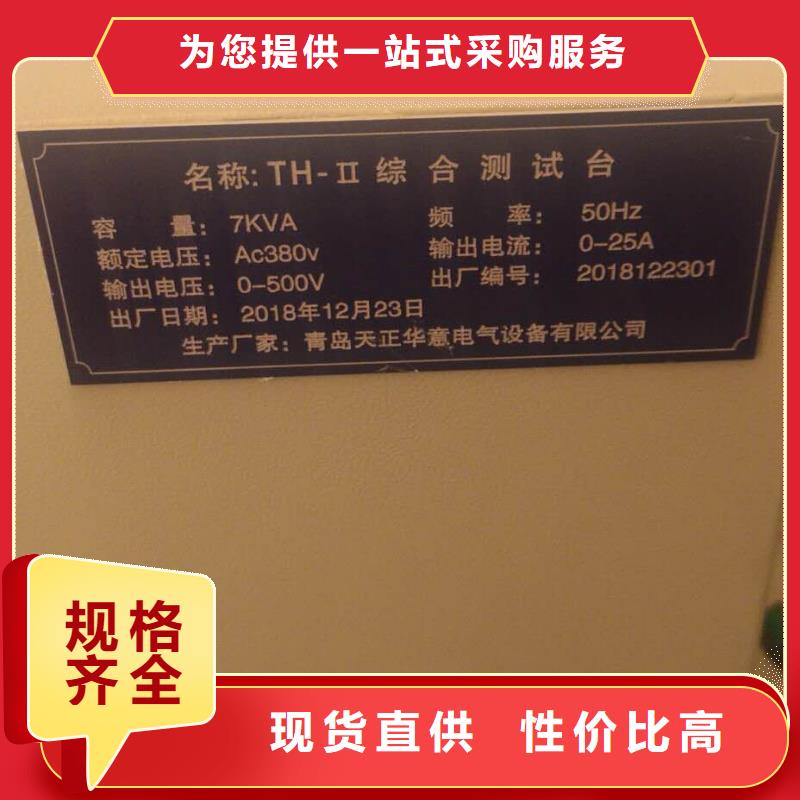 为您提供一站式采购服务
名称: TH-Ⅱ 综合测试台
容 量: 7KVA 频 率: 50Hz
额定电压: Ac380v 输出电流: 0-25A
输出电压: 0-500V 出厂编号: 2018122301
出厂日期: 2018年12月23日
生产厂家: 青岛天正华意电气设备有限公司
规格
齐全
现货直供 性价比高